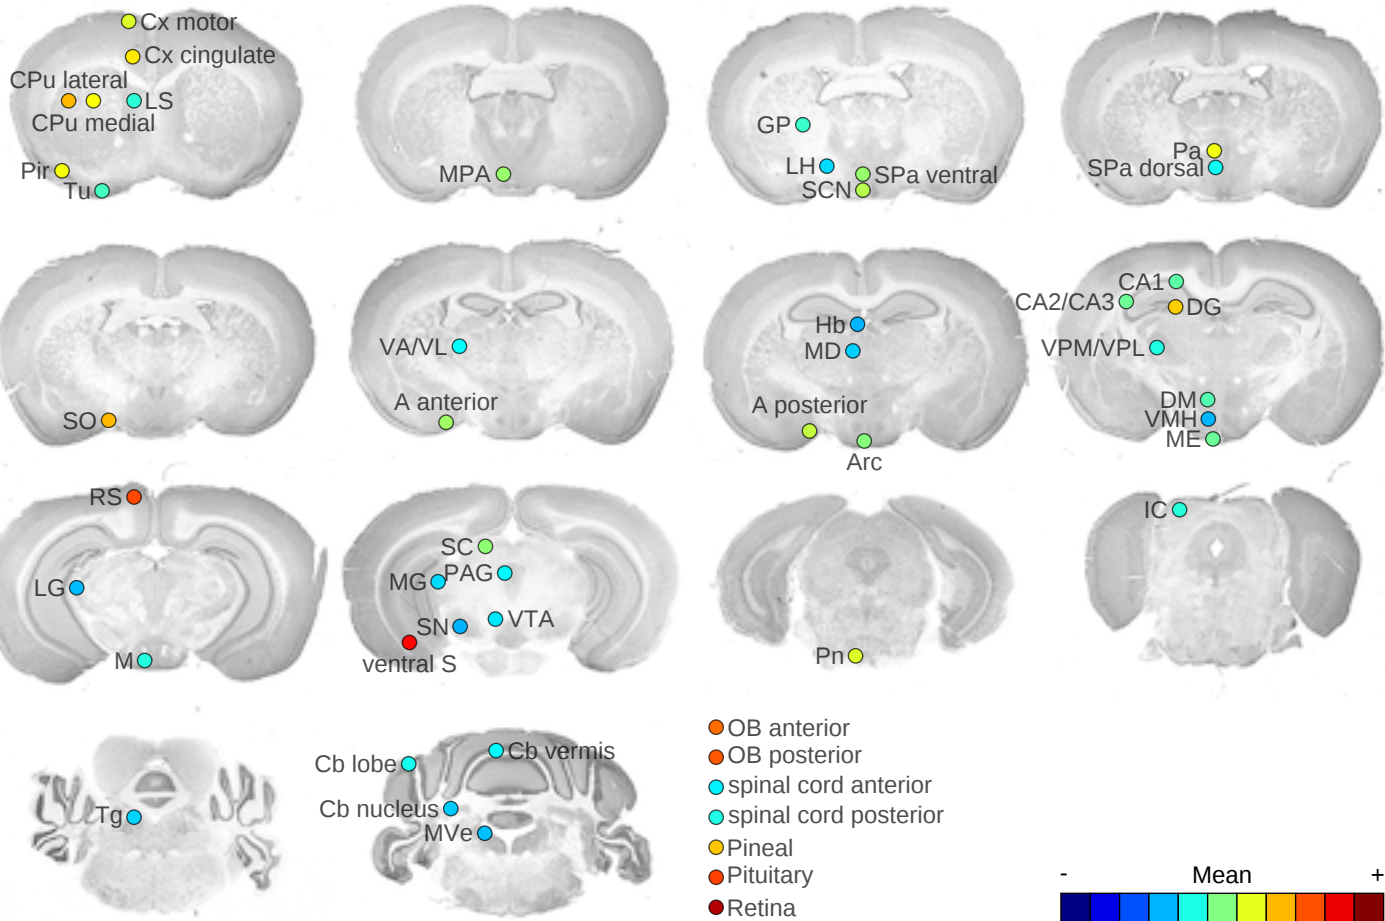 Cx motor
Cx cingulate
CPu lateral
LS
CPu medial
Pir
Tu
MPA
GP
LH
SPa ventral
SCN
Pa
SPa dorsal
SO
VA/VL
A anterior
Hb
MD
A posterior
Arc
CA1
CA2/CA3
DG
VPM/VPL
DM
VMH
ME
RS
LG
M
SC
PAG
MG
SN
VTA
ventral S
Pn
IC
Tg
Cb vermis
Cb lobe
Cb nucleus
MVe
OB anterior
OB posterior
spinal cord anterior
spinal cord posterior
Pineal
Pituitary
Retina
- Mean +